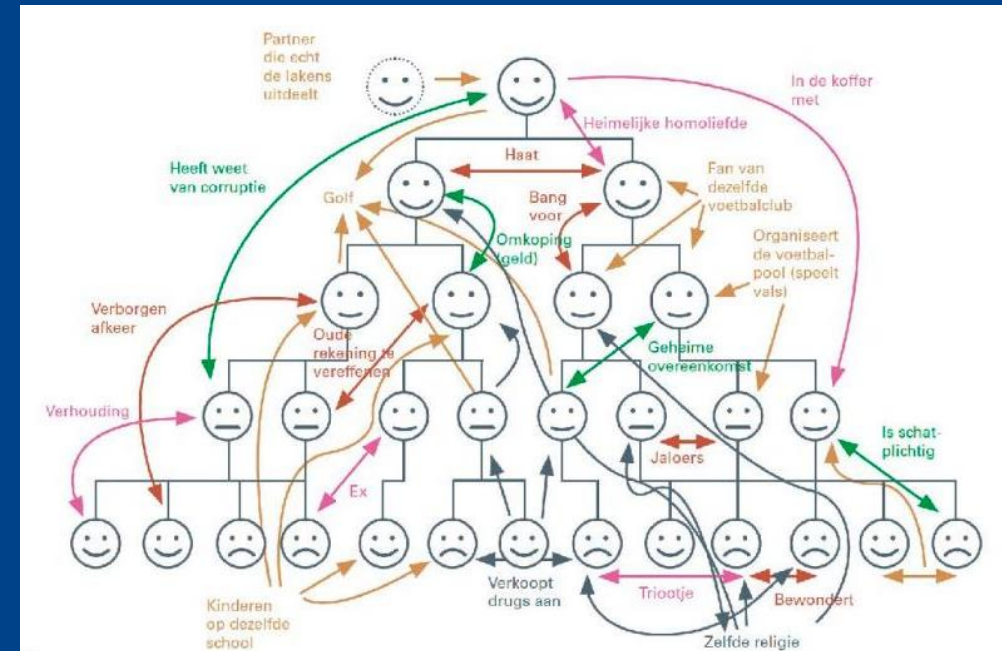 Partner
die echt
de lakens
uitdeelt
In de koffer
met
Heimelijke homoliefde
Haat
Heeft weet
van corruptie
Fan van
dezelfde
voetbalclub
Golf
Bang
voor
Omkoping
(geld)
Organiseert
de voetbal-
pool (speelt
vals)
Verborgen
afkeer
Oude
rekening te
vereffenen
Geheime
overeenkomst
Verhouding
Is schat-
plichtig
Jaloers
Ex
Verkoopt
drugs aan
Triootje
Bewondert
Kinderen
op dezelfde
school
Zelfde religie